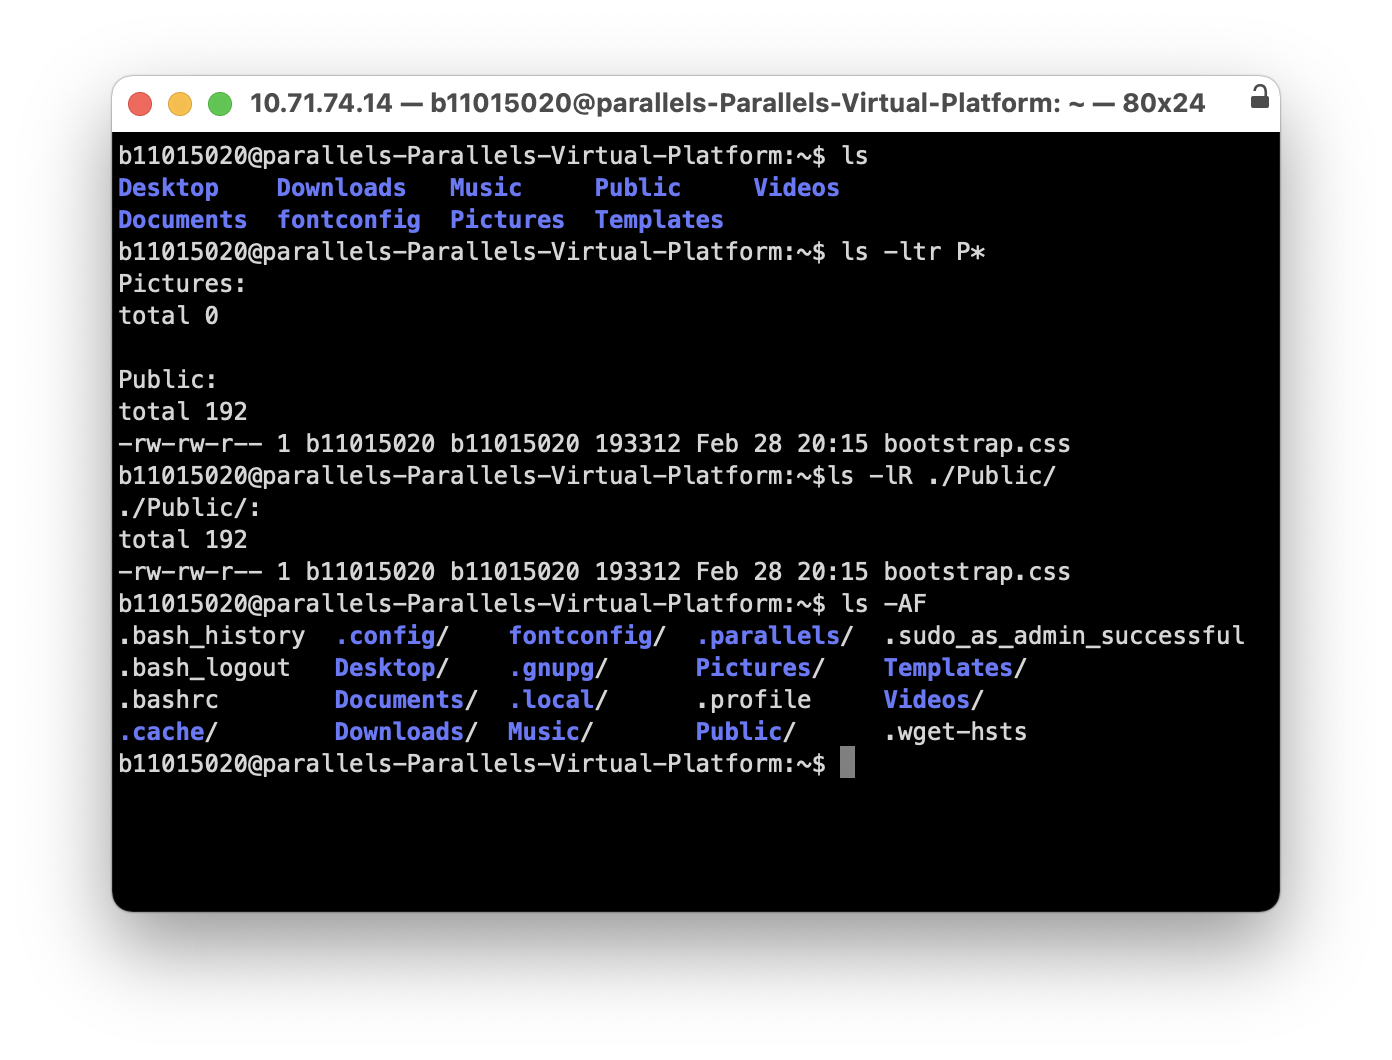 10.71.74.14 — b11015020@parallels-Parallels-Virtual-Platform: ~ — 80x24
b11015020@parallels-Parallels-Virtual-Platform:~$ ls
Desktop    Downloads   Music     Public     Videos
Documents  fontconfig  Pictures  Templates
b11015020@parallels-Parallels-Virtual-Platform:~$ ls -ltr P*
Pictures:
total 0

Public:
total 192
-rw-rw-r-- 1 b11015020 b11015020 193312 Feb 28 20:15 bootstrap.css
b11015020@parallels-Parallels-Virtual-Platform:~$ls -lR ./Public/
./Public/:
total 192
-rw-rw-r-- 1 b11015020 b11015020 193312 Feb 28 20:15 bootstrap.css
b11015020@parallels-Parallels-Virtual-Platform:~$ ls -AF
.bash_history  .config/    fontconfig/  .parallels/  .sudo_as_admin_successful
.bash_logout   Desktop/    .gnupg/      Pictures/    Templates/
.bashrc        Documents/  .local/      .profile     Videos/
.cache/        Downloads/  Music/       Public/      .wget-hsts
b11015020@parallels-Parallels-Virtual-Platform:~$